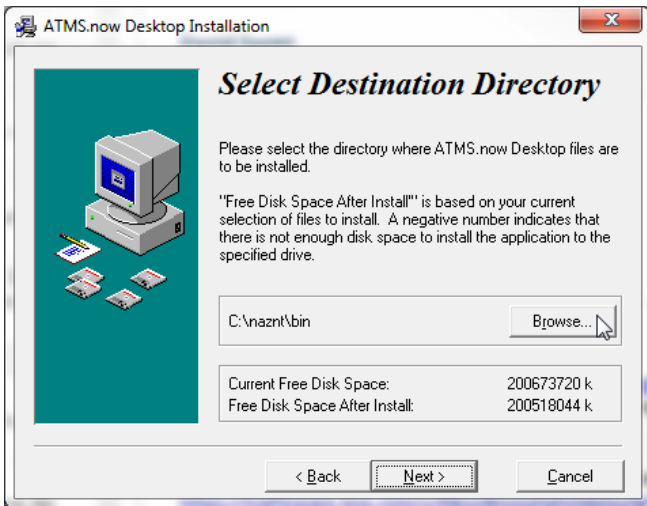 ATMS.now Desktop Installation
Select Destination Directory
Please select the directory where ATMS.now Desktop files are
to be installed.
"Free Disk Space After Install"" is based on your current
selection of files to install. A negative number indicates that
there is not enough disk space to install the application to the
specified drive.
C:\naznt\bin
Browse...
Current Free Disk Space: 200673720 k
Free Disk Space After Install: 200518044 k
< Back Next > Cancel